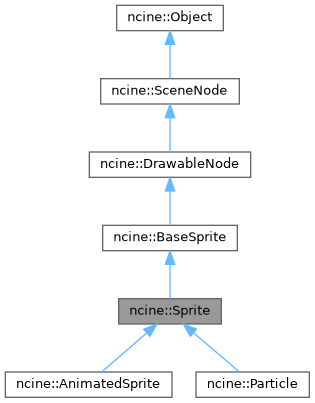 ncine::Object
ncine::SceneNode
ncine::DrawableNode
ncine::BaseSprite
ncine::Sprite
ncine::AnimatedSprite
ncine::Particle